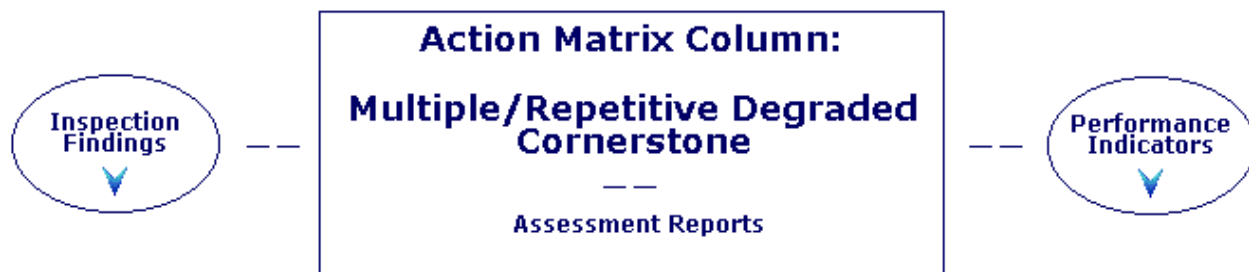 Action Matrix Column:
Multiple/Repetitive Degraded
Cornerstone
Inspection
Findings
Performance
Indicators
Assessment Reports